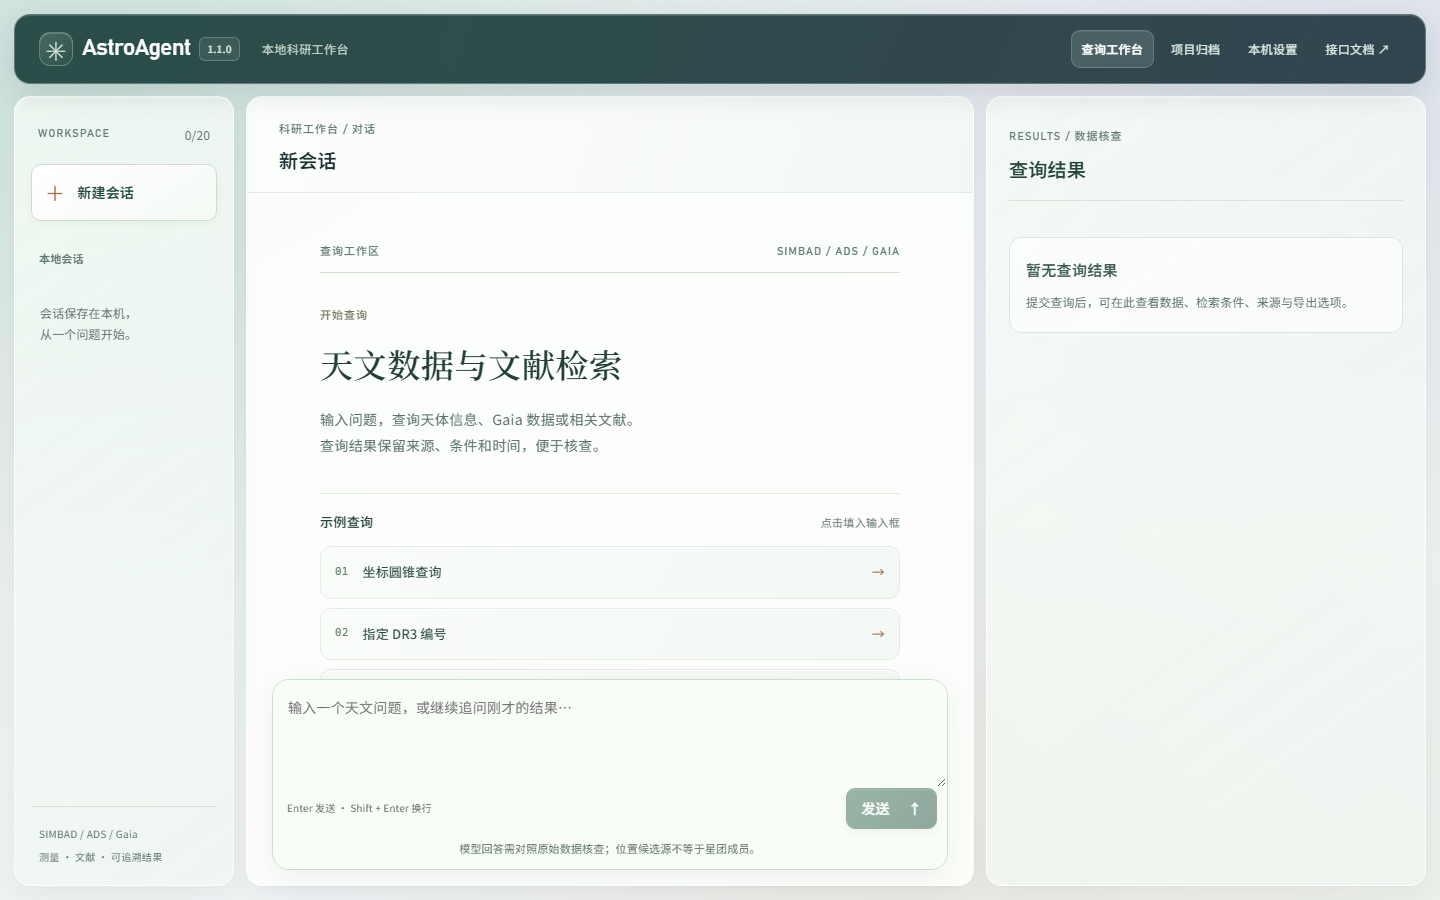 AstroAgent 1.1.0 本地科研工作台
查询工作台 项目归档 本机设置 接口文档 ↗
WORKSPACE 0/20
新建会话
本地会话
会话保存在本机，
从一个问题开始。
SIMBAD / ADS / Gaia
测量 · 文献 · 可追溯结果
科研工作台 / 对话
新会话
查询工作区 SIMBAD / ADS / GAIA
开始查询
天文数据与文献检索
输入问题，查询天体信息、Gaia 数据或相关文献。
查询结果保留来源、条件和时间，便于核查。
示例查询 点击填入输入框
01 坐标圆锥查询 →
02 指定 DR3 编号 →
输入一个天文问题，或继续追问刚才的结果…
Enter 发送 · Shift + Enter 换行
发送 ↑
模型回答需对照原始数据核查；位置候选源不等于星团成员。
RESULTS / 数据核查
查询结果
暂无查询结果
提交查询后，可在此查看数据、检索条件、来源与导出选项。